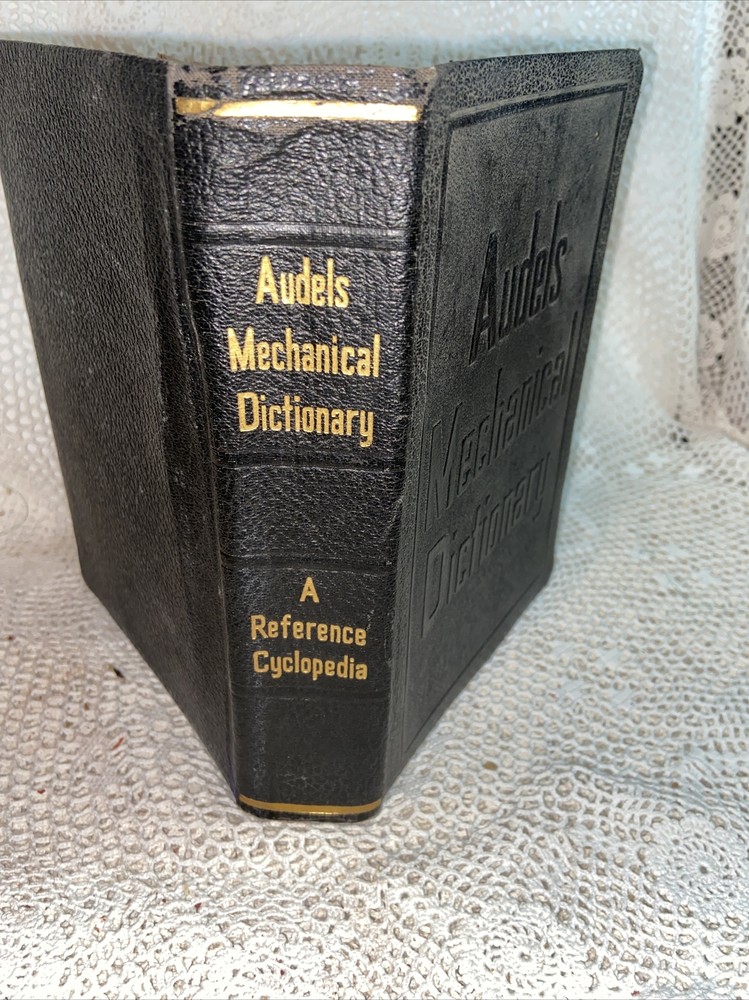 Audels
Mechanical
Dictionary
A
Reference
Cyclopedia
Audels
Mechanical
Dictionary